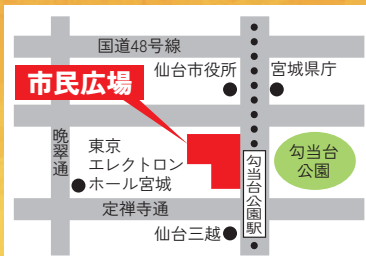 国道48号線
仙台市役所
宮城県庁
市民広場
晩翠通
東京
エレクトロン
ホール宮城
勾当台
公園
勾当台公園駅
定禅寺通
仙台三越